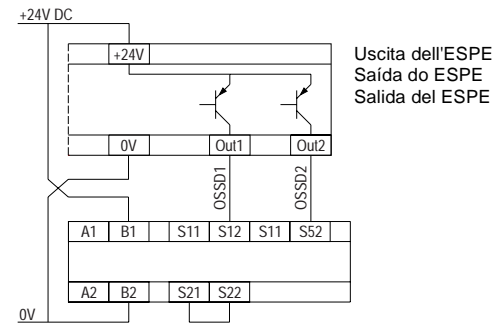 +24V DC
+24V
Uscita dell'ESPE
Saída do ESPE
Salida del ESPE
0V Out1 Out2
OSSD1 OSSD2
A1 B1 S11 S12 S11 S52
A2 B2 S21 S22
0V